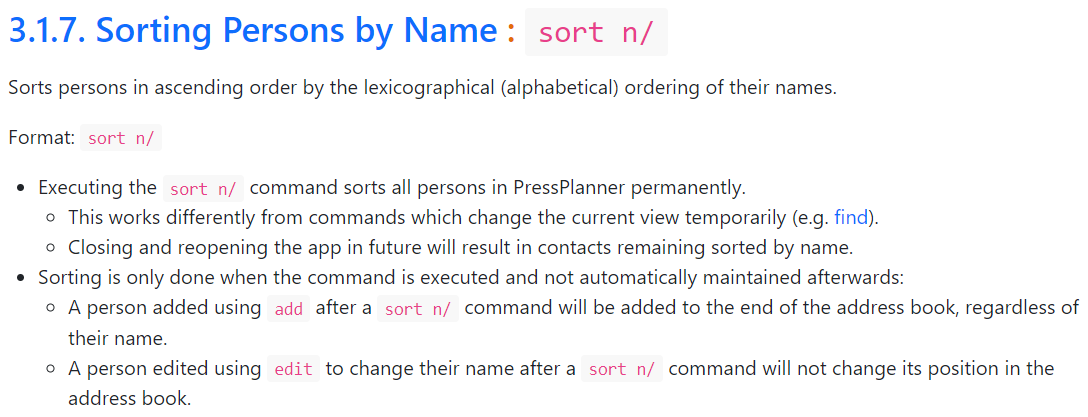 3.1.7. Sorting Persons by Name : sort n/
Sorts persons in ascending order by the lexicographical (alphabetical) ordering of their names.
Format: sort n/
• Executing the sort n/ command sorts all persons in PressPlanner permanently.
◦ This works differently from commands which change the current view temporarily (e.g. find).
◦ Closing and reopening the app in future will result in contacts remaining sorted by name.
• Sorting is only done when the command is executed and not automatically maintained afterwards:
◦ A person added using add after a sort n/ command will be added to the end of the address book, regardless of
their name.
◦ A person edited using edit to change their name after a sort n/ command will not change its position in the
address book.